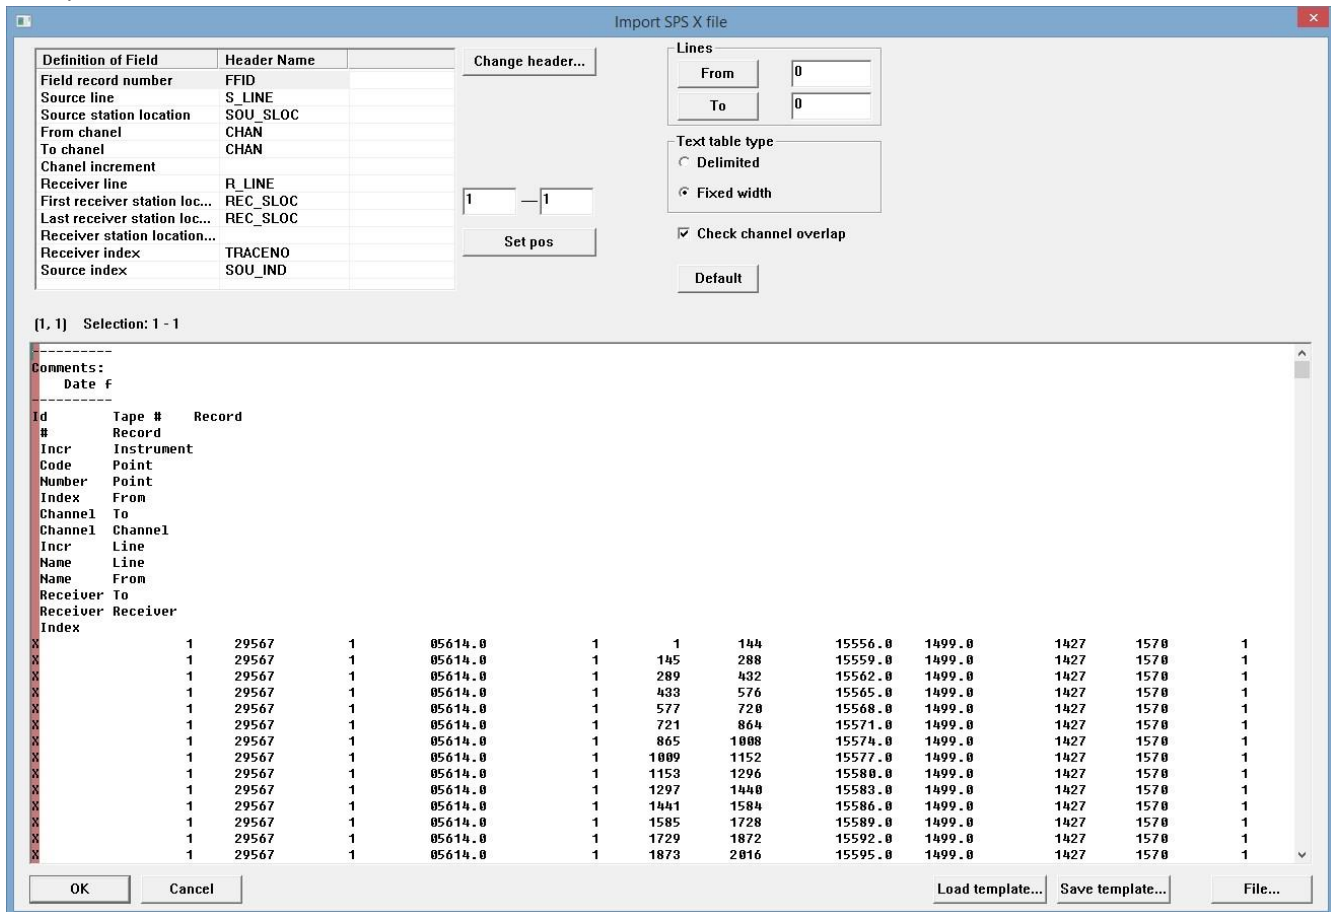 Import SPS X file
Definition of Field Header Name
Field record number FFID
Source line S_LINE
Source station location SOU_SLOC
From chanel CHAN
To chanel CHAN
Chanel increment
Receiver line R_LINE
First receiver station loc... REC_SLOC
Last receiver station loc... REC_SLOC
Receiver station location...
Receiver index TRACENO
Source index SOU_IND
Change header...
1 — 1
Set pos
Lines
From 0
To 0
Text table type
Delimited
Fixed width
Check channel overlap
Default
(1, 1) Selection: 1 - 1
----------
Comments:
Date f
----------
Id Tape # Record
# Record
Incr Instrument
Code Point
Number Point
Index From
Channel To
Channel Channel
Incr Line
Name Line
Name From
Receiver To
Receiver Receiver
Index
X 1 29567 1 05614.0 1 1 144 15556.0 1499.0 1427 1570 1
X 1 29567 1 05614.0 1 145 288 15559.0 1499.0 1427 1570 1
X 1 29567 1 05614.0 1 289 432 15562.0 1499.0 1427 1570 1
X 1 29567 1 05614.0 1 433 576 15565.0 1499.0 1427 1570 1
X 1 29567 1 05614.0 1 577 720 15568.0 1499.0 1427 1570 1
X 1 29567 1 05614.0 1 721 864 15571.0 1499.0 1427 1570 1
X 1 29567 1 05614.0 1 865 1008 15574.0 1499.0 1427 1570 1
X 1 29567 1 05614.0 1 1009 1152 15577.0 1499.0 1427 1570 1
X 1 29567 1 05614.0 1 1153 1296 15580.0 1499.0 1427 1570 1
X 1 29567 1 05614.0 1 1297 1440 15583.0 1499.0 1427 1570 1
X 1 29567 1 05614.0 1 1441 1584 15586.0 1499.0 1427 1570 1
X 1 29567 1 05614.0 1 1585 1728 15589.0 1499.0 1427 1570 1
X 1 29567 1 05614.0 1 1729 1872 15592.0 1499.0 1427 1570 1
X 1 29567 1 05614.0 1 1873 2016 15595.0 1499.0 1427 1570 1
OK Cancel Load template... Save template... File...